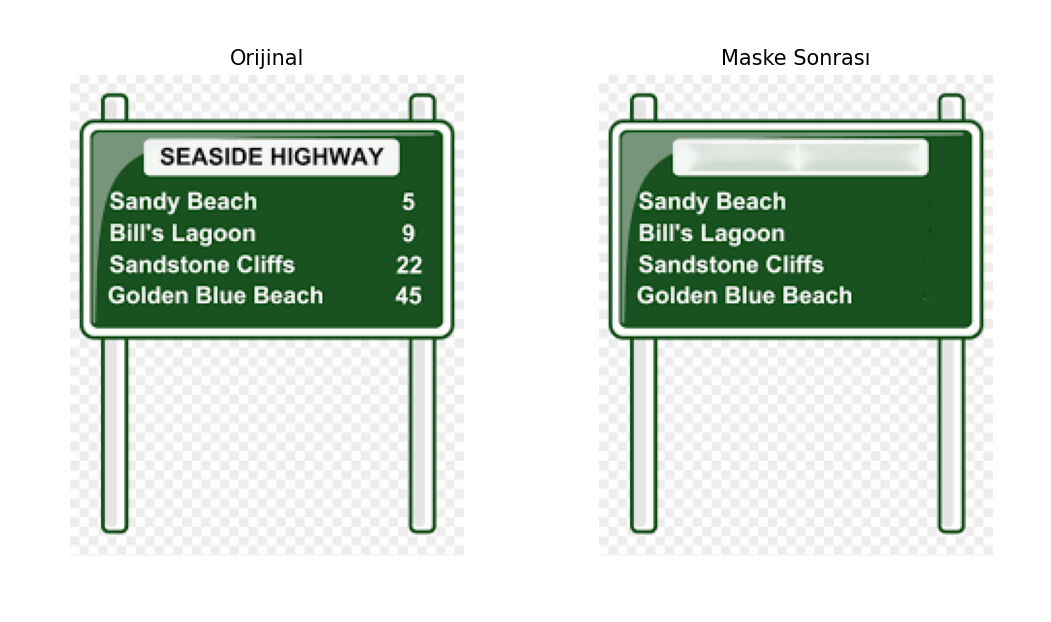 Orijinal
SEASIDE HIGHWAY
Sandy Beach 5
Bill's Lagoon 9
Sandstone Cliffs 22
Golden Blue Beach 45
Maske Sonrası
Sandy Beach
Bill's Lagoon
Sandstone Cliffs
Golden Blue Beach